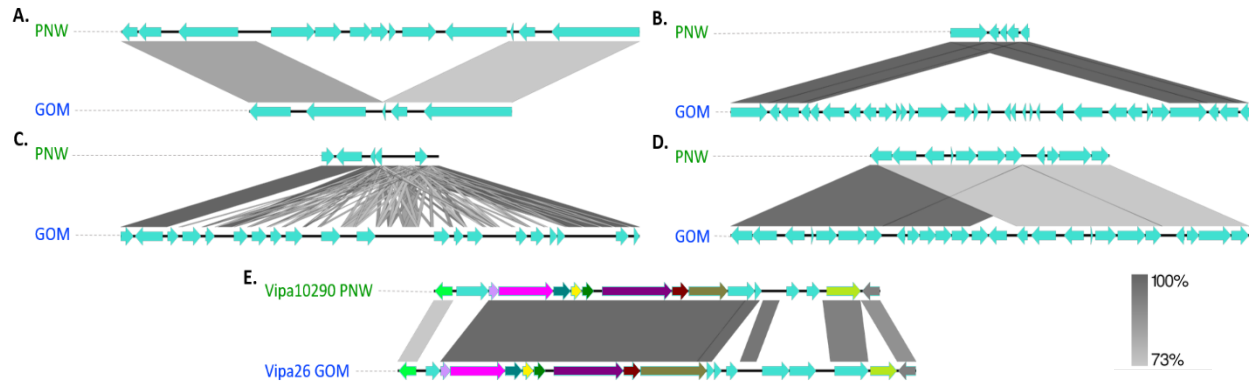 A.
PNW
GOM
B.
PNW
GOM
C.
PNW
GOM
D.
PNW
GOM
E.
Vipa10290 PNW
Vipa26 GOM
100%
73%